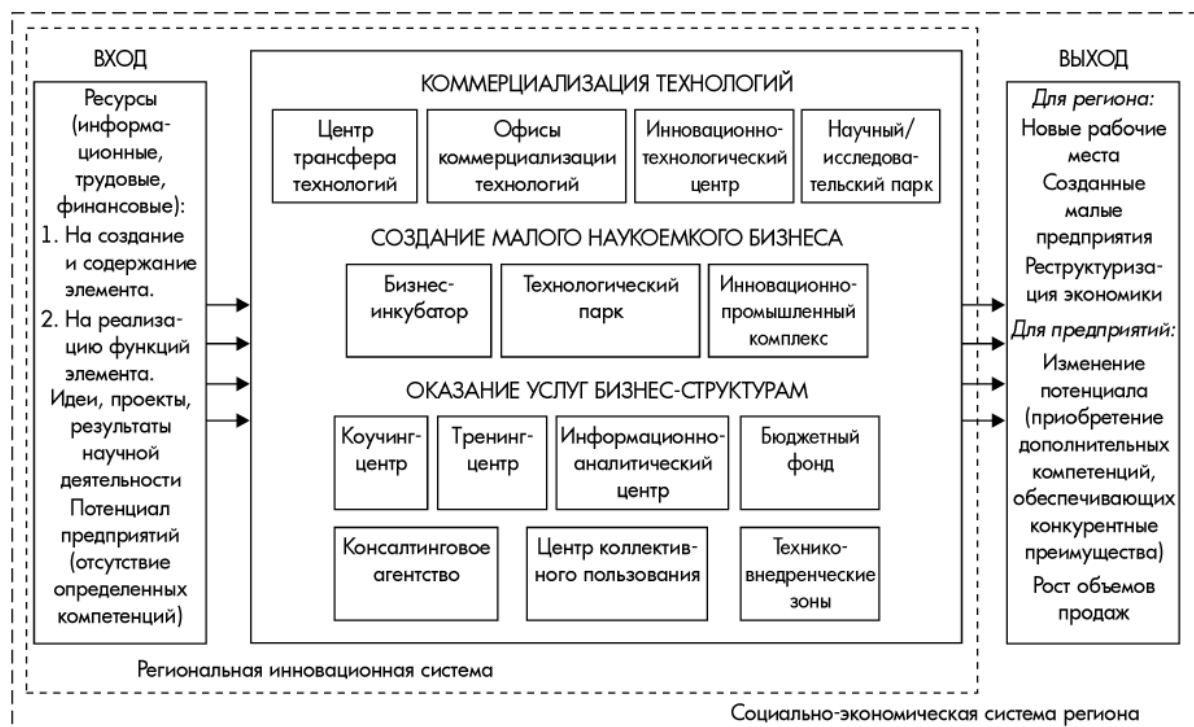 ВХОД
Ресурсы
(информа-
ционные,
трудовые,
финансовые):
1. На создание
и содержание
элемента.
2. На реализа-
цию функций
элемента.
Идеи, проекты,
результаты
научной
деятельности
Потенциал
предприятий
(отсутствие
определенных
компетенций)
КОММЕРЦИАЛИЗАЦИЯ ТЕХНОЛОГИЙ
Центр
трансфера
технологий
Офисы
коммерциализации
технологий
Инновационно-
технологический
центр
Научный/
исследова-
тельский парк
СОЗДАНИЕ МАЛОГО НАУКОЕМКОГО БИЗНЕСА
Бизнес-
инкубатор
Технологический
парк
Инновационно-
промышленный
комплекс
ОКАЗАНИЕ УСЛУГ БИЗНЕС-СТРУКТУРАМ
Коучинг-
центр
Тренинг-
центр
Информационно-
аналитический
центр
Бюджетный
фонд
Консалтинговое
агентство
Центр коллектив-
ного пользования
Технико-
внедренческие
зоны
ВЫХОД
Для региона:
Новые рабочие
места
Созданные
малые
предприятия
Реструктуриза-
ция экономики
Для предприятий:
Изменение
потенциала
(приобретение
дополнительных
компетенций,
обеспечивающих
конкурентные
преимущества)
Рост объемов
продаж
Региональная инновационная система
Социально-экономическая система региона